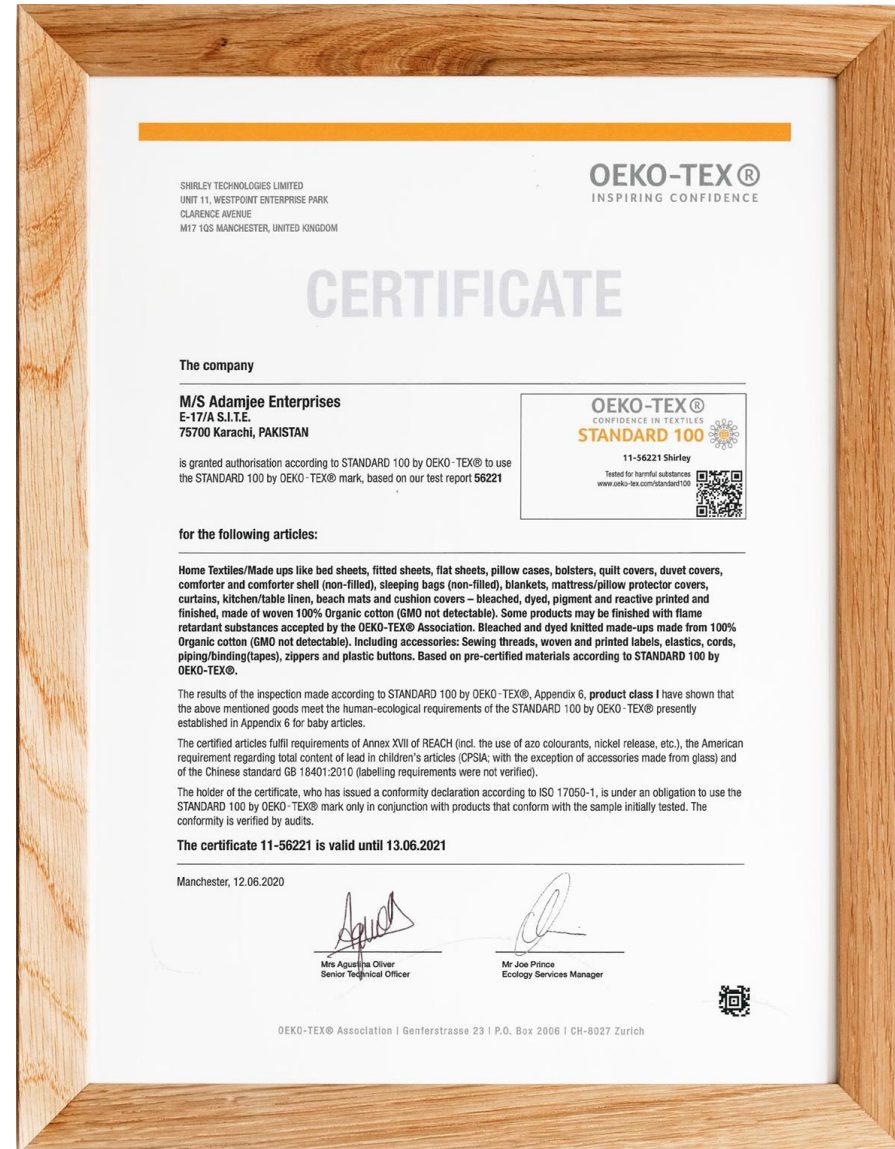 SHIRLEY TECHNOLOGIES LIMITED
UNIT 11, WESTPOINT ENTERPRISE PARK
CLARENCE AVENUE
M17 1QS MANCHESTER, UNITED KINGDOM
OEKO-TEX®
INSPIRING CONFIDENCE
CERTIFICATE
The company
M/S Adamjee Enterprises
E-17/A S.I.T.E.
75700 Karachi, PAKISTAN
is granted authorisation according to STANDARD 100 by OEKO-TEX® to use
the STANDARD 100 by OEKO-TEX® mark, based on our test report 56221
OEKO-TEX®
CONFIDENCE IN TEXTILES
STANDARD 100
11-56221 Shirley
Tested for harmful substances
www.oeko-tex.com/standard100
for the following articles:
Home Textiles/Made ups like bed sheets, fitted sheets, flat sheets, pillow cases, bolsters, quilt covers, duvet covers,
comforter and comforter shell (non-filled), sleeping bags (non-filled), blankets, mattress/pillow protector covers,
curtains, kitchen/table linen, beach mats and cushion covers – bleached, dyed, pigment and reactive printed and
finished, made of woven 100% Organic cotton (GMO not detectable). Some products may be finished with flame
retardant substances accepted by the OEKO-TEX® Association. Bleached and dyed knitted made-ups made from 100%
Organic cotton (GMO not detectable). Including accessories: Sewing threads, woven and printed labels, elastics, cords,
piping/binding(tapes), zippers and plastic buttons. Based on pre-certified materials according to STANDARD 100 by
OEKO-TEX®.
The results of the inspection made according to STANDARD 100 by OEKO-TEX®, Appendix 6, product class I have shown that
the above mentioned goods meet the human-ecological requirements of the STANDARD 100 by OEKO-TEX® presently
established in Appendix 6 for baby articles.
The certified articles fulfil requirements of Annex XVII of REACH (incl. the use of azo colourants, nickel release, etc.), the American
requirement regarding total content of lead in children's articles (CPSIA; with the exception of accessories made from glass) and
of the Chinese standard GB 18401:2010 (labelling requirements were not verified).
The holder of the certificate, who has issued a conformity declaration according to ISO 17050-1, is under an obligation to use the
STANDARD 100 by OEKO-TEX® mark only in conjunction with products that conform with the sample initially tested. The
conformity is verified by audits.
The certificate 11-56221 is valid until 13.06.2021
Manchester, 12.06.2020
Mrs Agustina Oliver
Senior Technical Officer
Mr Joe Prince
Ecology Services Manager
OEKO-TEX® Association | Genferstrasse 23 | P.O. Box 2006 | CH-8027 Zurich